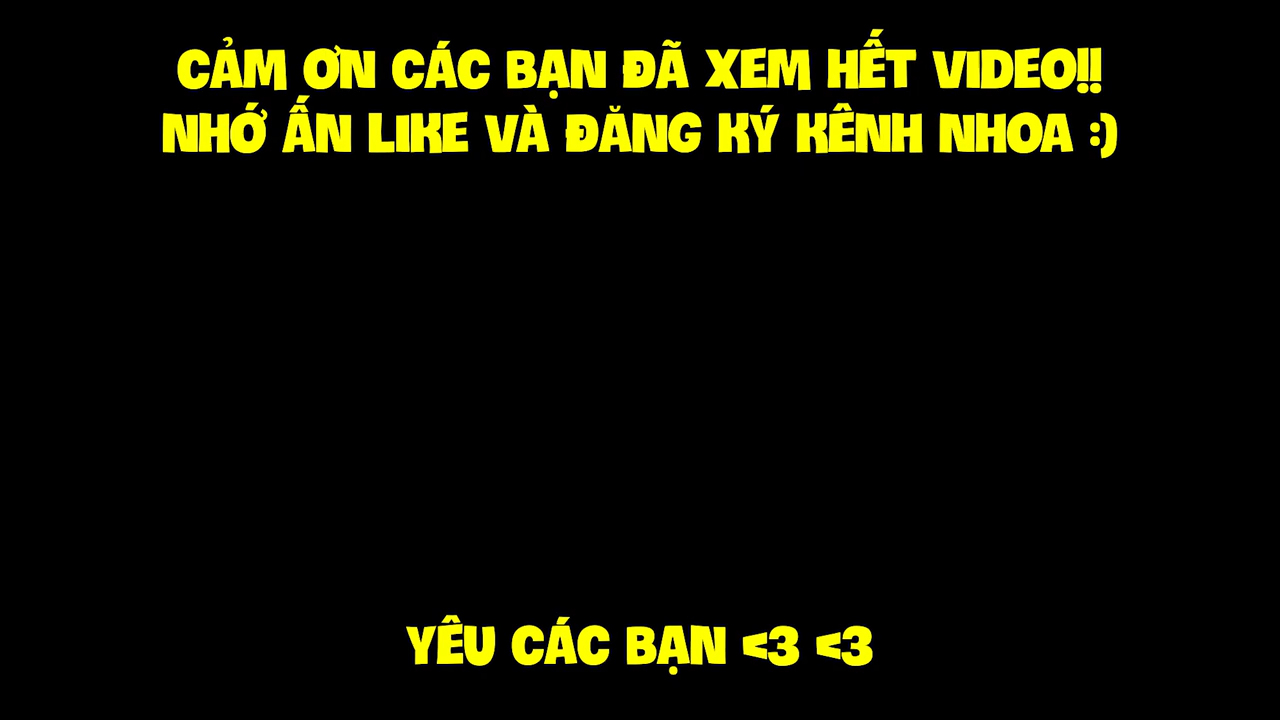 CẢM ƠN CÁC BẠN ĐÃ XEM HẾT VIDEO!!
NHỚ ẤN LIKE VÀ ĐĂNG KÝ KÊNH NHOA :)
YÊU CÁC BẠN <3 <3